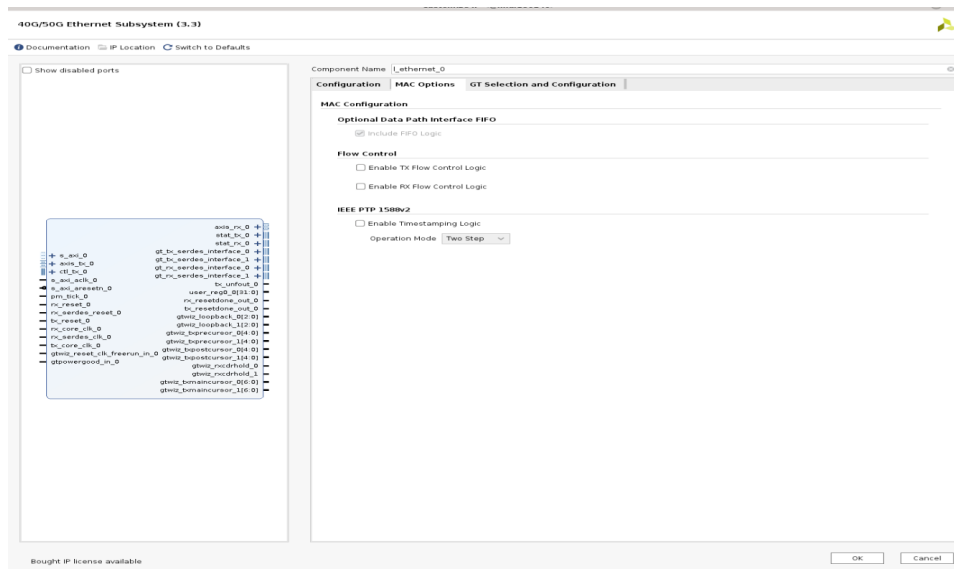 40G/50G Ethernet Subsystem (3.3)
Documentation IP Location Switch to Defaults
Show disabled ports
Component Name l_ethernet_0
Configuration MAC Options GT Selection and Configuration
MAC Configuration
Optional Data Path Interface FIFO
Include FIFO Logic
Flow Control
Enable TX Flow Control Logic
Enable RX Flow Control Logic
IEEE PTP 1588v2
Enable Timestamping Logic
Operation Mode Two Step
s_axi_0
axis_tx_0
ctl_tx_0
s_axi_aclk_0
s_axi_aresetn_0
pm_tick_0
rx_reset_0
rx_serdes_reset_0
tx_reset_0
rx_core_clk_0
rx_serdes_clk_0
tx_core_clk_0
gtwiz_reset_clk_freerun_in_0
gtpowergood_in_0
axis_rx_0
stat_tx_0
stat_rx_0
gt_tx_serdes_interface_0
gt_tx_serdes_interface_1
gt_rx_serdes_interface_0
gt_rx_serdes_interface_1
tx_unfout_0
user_reg0_0[31:0]
rx_resetdone_out_0
tx_resetdone_out_0
gtwiz_loopback_0[2:0]
gtwiz_loopback_1[2:0]
gtwiz_txprecursor_0[4:0]
gtwiz_txprecursor_1[4:0]
gtwiz_txpostcursor_0[4:0]
gtwiz_txpostcursor_1[4:0]
gtwiz_rxcdrhold_0
gtwiz_rxcdrhold_1
gtwiz_txmaincursor_0[6:0]
gtwiz_txmaincursor_1[6:0]
Bought IP license available
OK Cancel